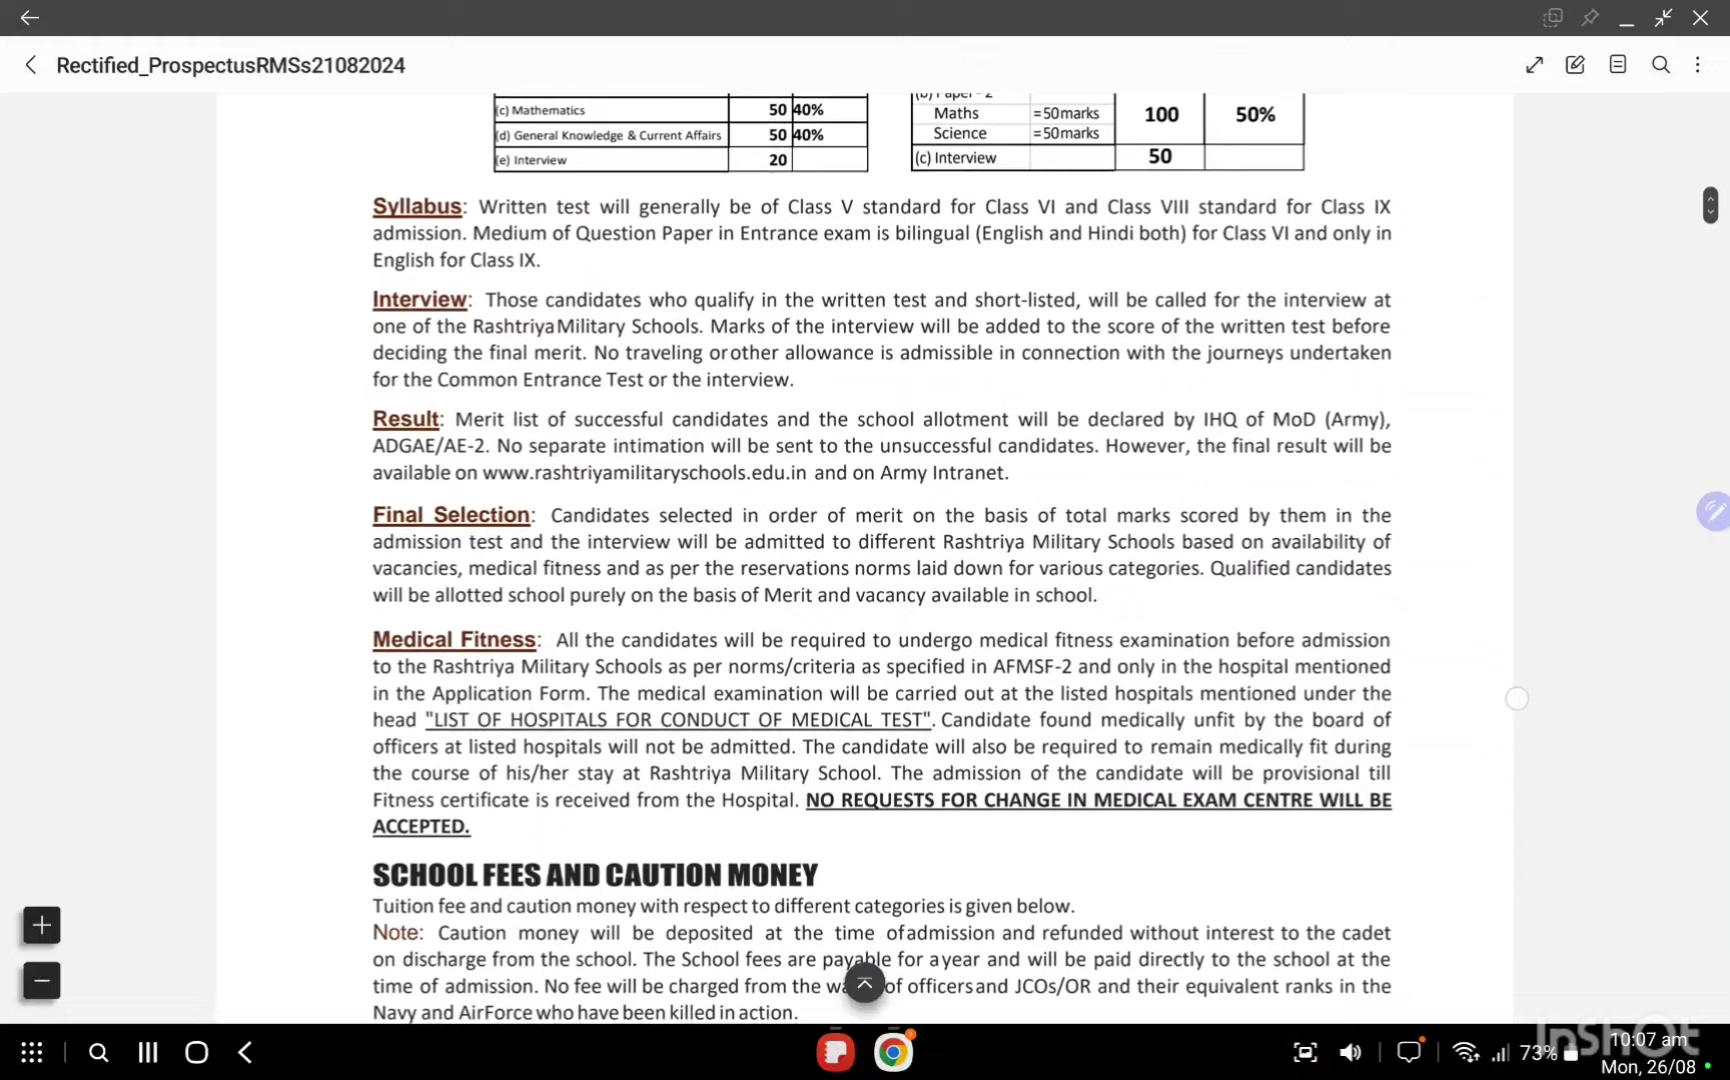 Rectified_ProspectusRMSs21082024
(c) Mathematics 50 40%
(d) General Knowledge & Current Affairs 50 40%
(e) Interview 20
(b) Paper - 2
Maths =50marks 100 50%
Science =50marks
(c) Interview 50
Syllabus: Written test will generally be of Class V standard for Class VI and Class VIII standard for Class IX
admission. Medium of Question Paper in Entrance exam is bilingual (English and Hindi both) for Class VI and only in
English for Class IX.
Interview: Those candidates who qualify in the written test and short-listed, will be called for the interview at
one of the RashtriyaMilitary Schools. Marks of the interview will be added to the score of the written test before
deciding the final merit. No traveling orother allowance is admissible in connection with the journeys undertaken
for the Common Entrance Test or the interview.
Result: Merit list of successful candidates and the school allotment will be declared by IHQ of MoD (Army),
ADGAE/AE-2. No separate intimation will be sent to the unsuccessful candidates. However, the final result will be
available on www.rashtriyamilitaryschools.edu.in and on Army Intranet.
Final Selection: Candidates selected in order of merit on the basis of total marks scored by them in the
admission test and the interview will be admitted to different Rashtriya Military Schools based on availability of
vacancies, medical fitness and as per the reservations norms laid down for various categories. Qualified candidates
will be allotted school purely on the basis of Merit and vacancy available in school.
Medical Fitness: All the candidates will be required to undergo medical fitness examination before admission
to the Rashtriya Military Schools as per norms/criteria as specified in AFMSF-2 and only in the hospital mentioned
in the Application Form. The medical examination will be carried out at the listed hospitals mentioned under the
head "LIST OF HOSPITALS FOR CONDUCT OF MEDICAL TEST". Candidate found medically unfit by the board of
officers at listed hospitals will not be admitted. The candidate will also be required to remain medically fit during
the course of his/her stay at Rashtriya Military School. The admission of the candidate will be provisional till
Fitness certificate is received from the Hospital. NO REQUESTS FOR CHANGE IN MEDICAL EXAM CENTRE WILL BE
ACCEPTED.
SCHOOL FEES AND CAUTION MONEY
Tuition fee and caution money with respect to different categories is given below.
Note: Caution money will be deposited at the time ofadmission and refunded without interest to the cadet
on discharge from the school. The School fees are payable for ayear and will be paid directly to the school at the
time of admission. No fee will be charged from the of officersand JCOs/OR and their equivalent ranks in the
Navy and AirForce who have been killed in action.
InShOt
73% 10:07 am
Mon, 26/08